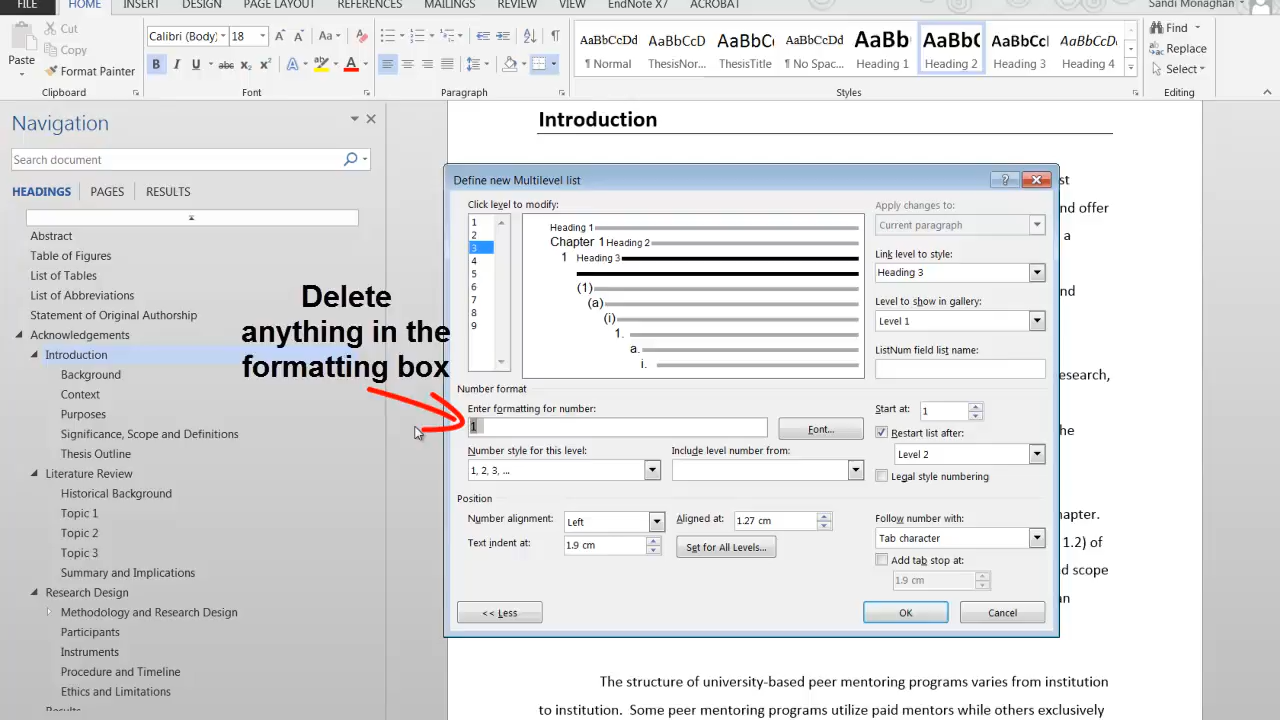 FILE HOME INSERT DESIGN PAGE LAYOUT REFERENCES MAILINGS REVIEW VIEW EndNote X7 ACROBAT Sandi Monaghan
Paste
Cut
Copy
Format Painter
Clipboard
Calibri (Body) 18
B I U abc x₂ x² A A
Font
Paragraph
AaBbCcDd AaBbCcDc AaBbCc AaBbCcDd AaBb AaBbC AaBbCcI AaBbCcDc
¶ Normal ThesisNor... ThesisTitle ¶ No Spac... Heading 1 Heading 2 Heading 3 Heading 4
Styles
Find
Replace
Select
Editing
Navigation
Search document
HEADINGS PAGES RESULTS
Abstract
Table of Figures
List of Tables
List of Abbreviations
Statement of Original Authorship
Acknowledgements
Introduction
Background
Context
Purposes
Significance, Scope and Definitions
Thesis Outline
Literature Review
Historical Background
Topic 1
Topic 2
Topic 3
Summary and Implications
Research Design
Methodology and Research Design
Participants
Instruments
Procedure and Timeline
Ethics and Limitations
Results
Delete
anything in the
formatting box
Introduction
Define new Multilevel list
Click level to modify:
1
2
3
4
5
6
7
8
9
Heading 1
Chapter 1 Heading 2
1 Heading 3
(1)
(a)
(i)
1.
a.
i.
Apply changes to:
Current paragraph
Link level to style:
Heading 3
Level to show in gallery:
Level 1
ListNum field list name:
Number format
Enter formatting for number:
1
Font...
Number style for this level:
1, 2, 3, ...
Include level number from:
Start at: 1
Restart list after:
Level 2
Legal style numbering
Position
Number alignment: Left
Aligned at: 1.27 cm
Text indent at: 1.9 cm
Set for All Levels...
Follow number with:
Tab character
Add tab stop at:
1.9 cm
<< Less
OK
Cancel
st
nd offer
a
and
esearch,
the
apter.
1.2) of
d scope
an
The structure of university-based peer mentoring programs varies from institution
to institution. Some peer mentoring programs utilize paid mentors while others exclusively